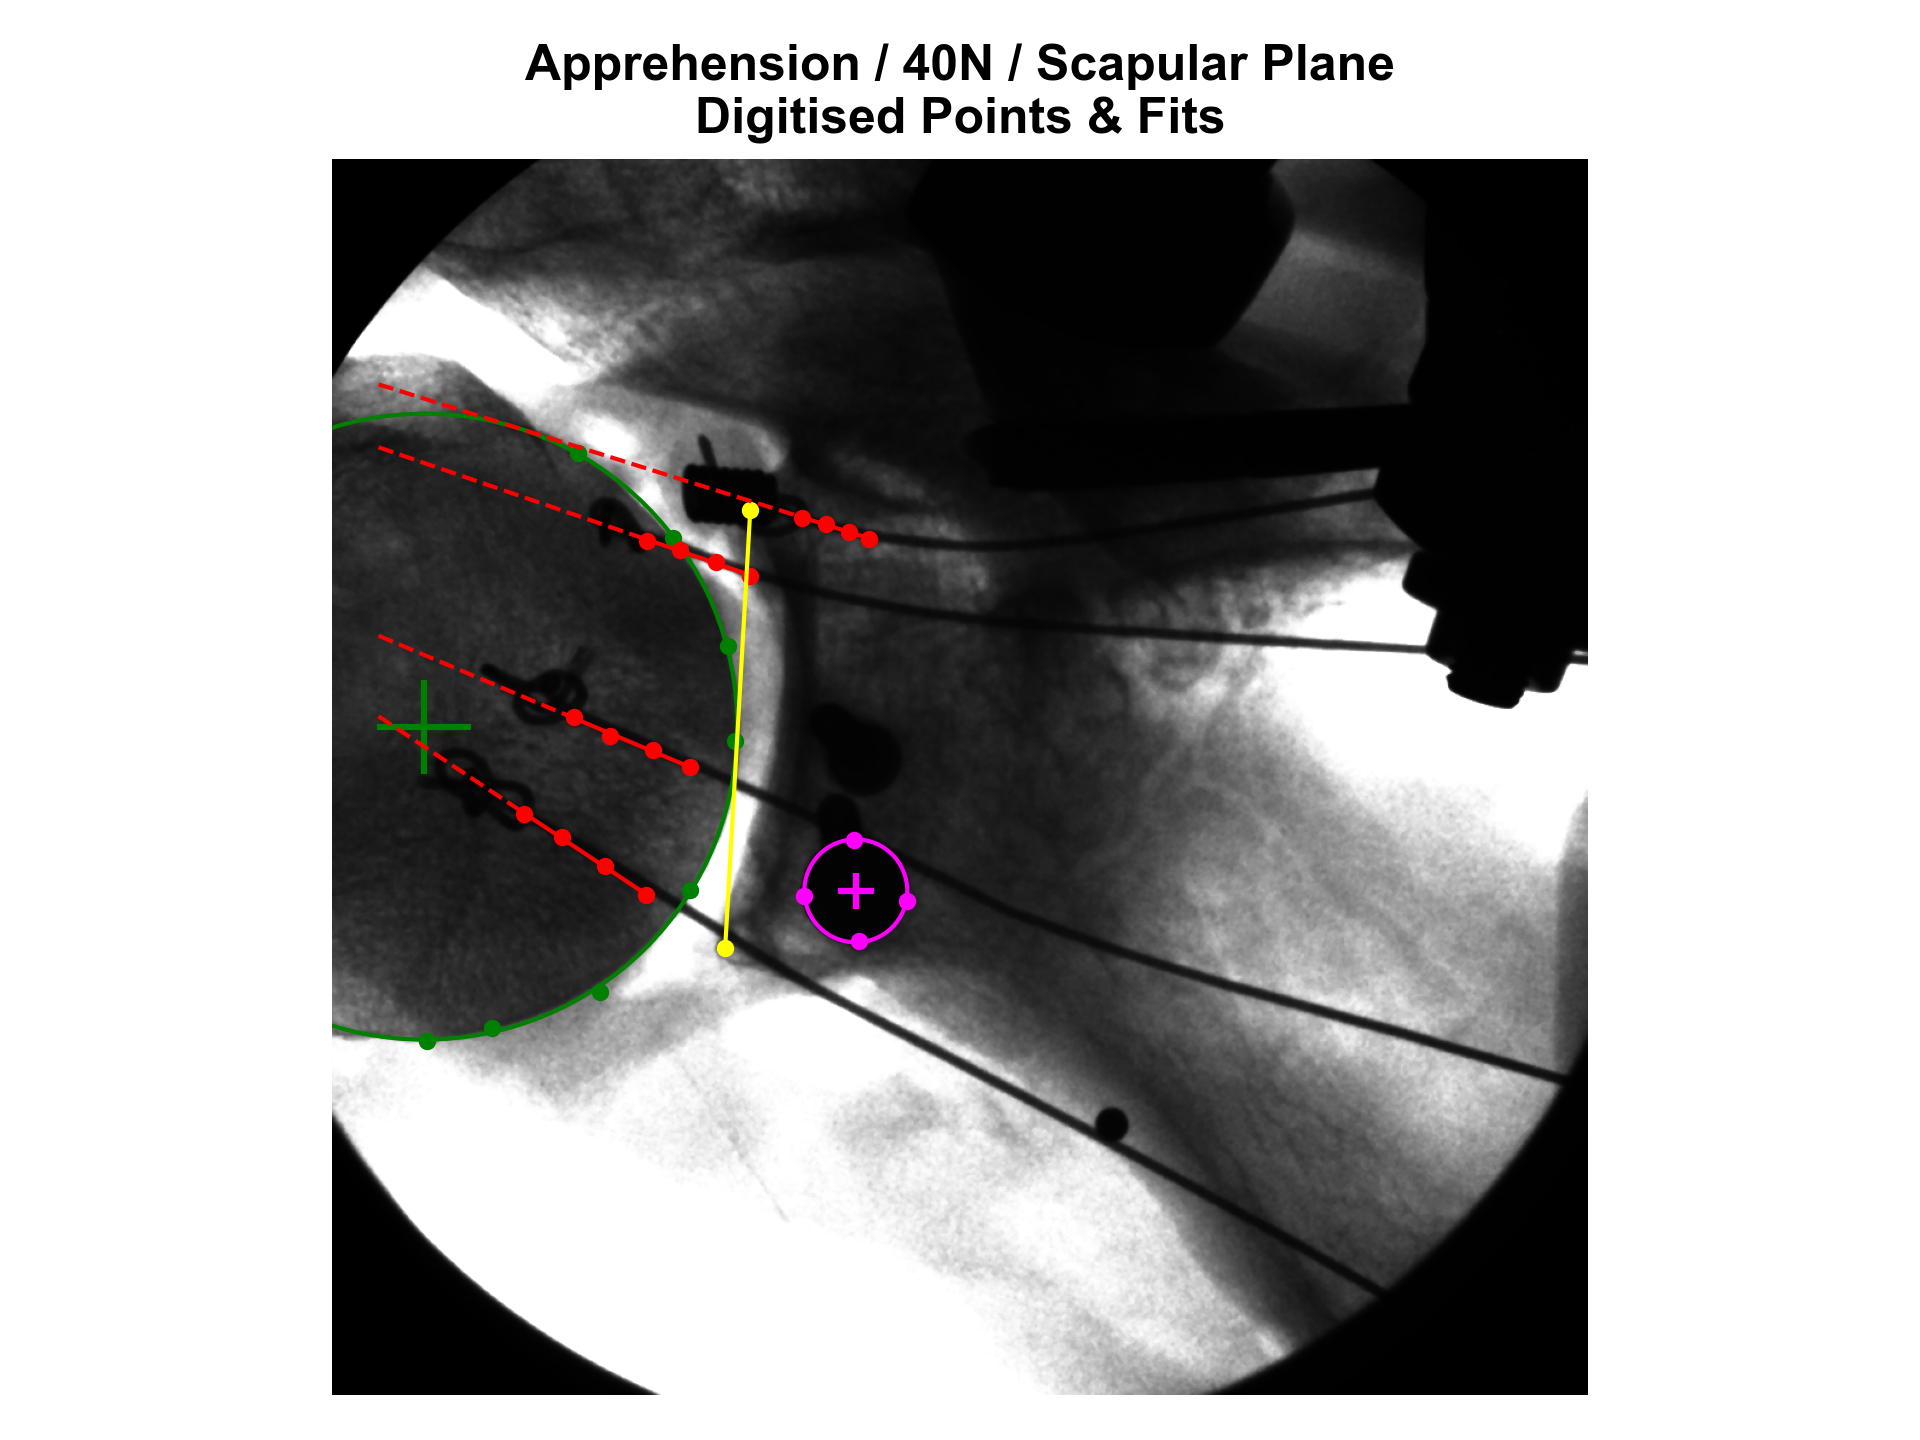 Apprehension / 40N / Scapular Plane
Digitised Points & Fits